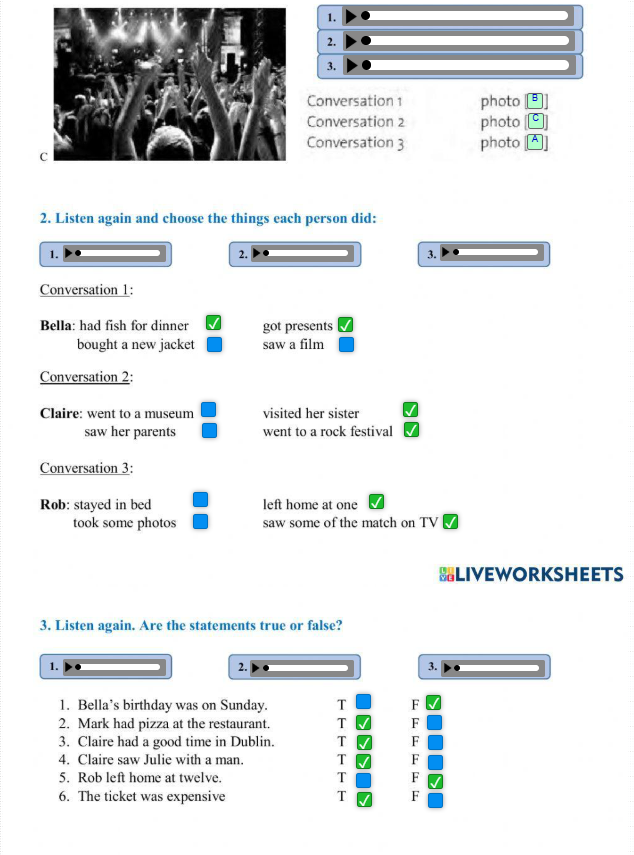 1.
2.
3.
Conversation 1 photo [B]
Conversation 2 photo [C]
Conversation 3 photo [A]
C
2. Listen again and choose the things each person did:
1. 2. 3.
Conversation 1:
Bella: had fish for dinner got presents
bought a new jacket saw a film
Conversation 2:
Claire: went to a museum visited her sister
saw her parents went to a rock festival
Conversation 3:
Rob: stayed in bed left home at one
took some photos saw some of the match on TV
LIVE LIVEWORKSHEETS
3. Listen again. Are the statements true or false?
1. 2. 3.
1. Bella's birthday was on Sunday. T F
2. Mark had pizza at the restaurant. T F
3. Claire had a good time in Dublin. T F
4. Claire saw Julie with a man. T F
5. Rob left home at twelve. T F
6. The ticket was expensive T F